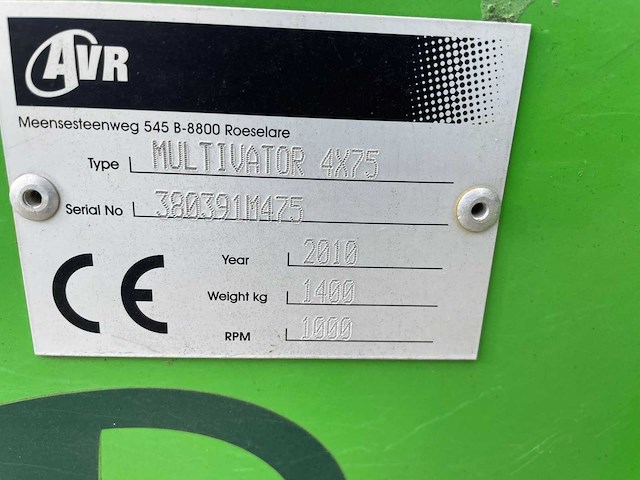 AVR
Meensesteenweg 545 B-8800 Roeselare
Type MULTIVATOR 4X75
Serial No 380391M475
CE
Year 2010
Weight kg 1400
RPM 1000